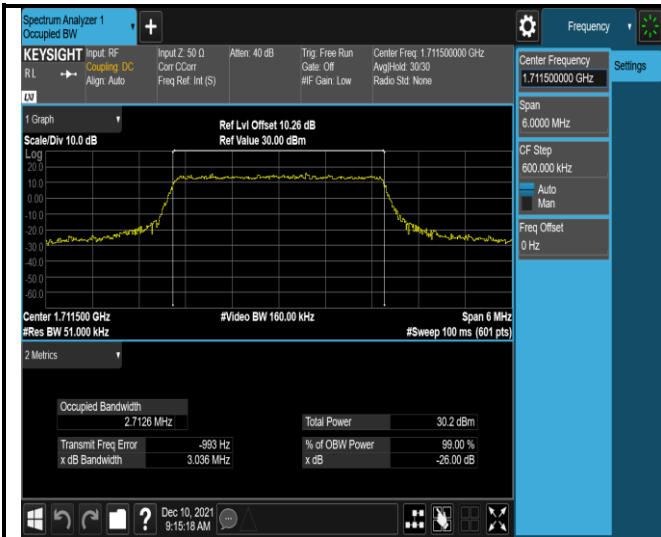 Spectrum Analyzer 1
Occupied BW
Frequency
KEYSIGHT
R L
LXI
Input: RF
Coupling: DC
Align: Auto
Input Z: 50 Ω
Corr CCorr
Freq Ref: Int (S)
Atten: 40 dB
Trig: Free Run
Gate: Off
#IF Gain: Low
Center Freq: 1.711500000 GHz
Avg|Hold: 30/30
Radio Std: None
Center Frequency
1.711500000 GHz
Settings
Span
6.0000 MHz
CF Step
600.000 kHz
Auto
Man
Freq Offset
0 Hz
1 Graph
Scale/Div 10.0 dB
Ref Lvl Offset 10.26 dB
Ref Value 30.00 dBm
Log
20.0
10.0
0.00
-10.0
-20.0
-30.0
-40.0
-50.0
-60.0
Center 1.711500 GHz
#Video BW 160.00 kHz
Span 6 MHz
#Res BW 51.000 kHz
#Sweep 100 ms (601 pts)
2 Metrics
Occupied Bandwidth
2.7126 MHz
Total Power 30.2 dBm
Transmit Freq Error -993 Hz
% of OBW Power 99.00 %
x dB Bandwidth 3.036 MHz
x dB -26.00 dB
?
Dec 10, 2021
9:15:18 AM